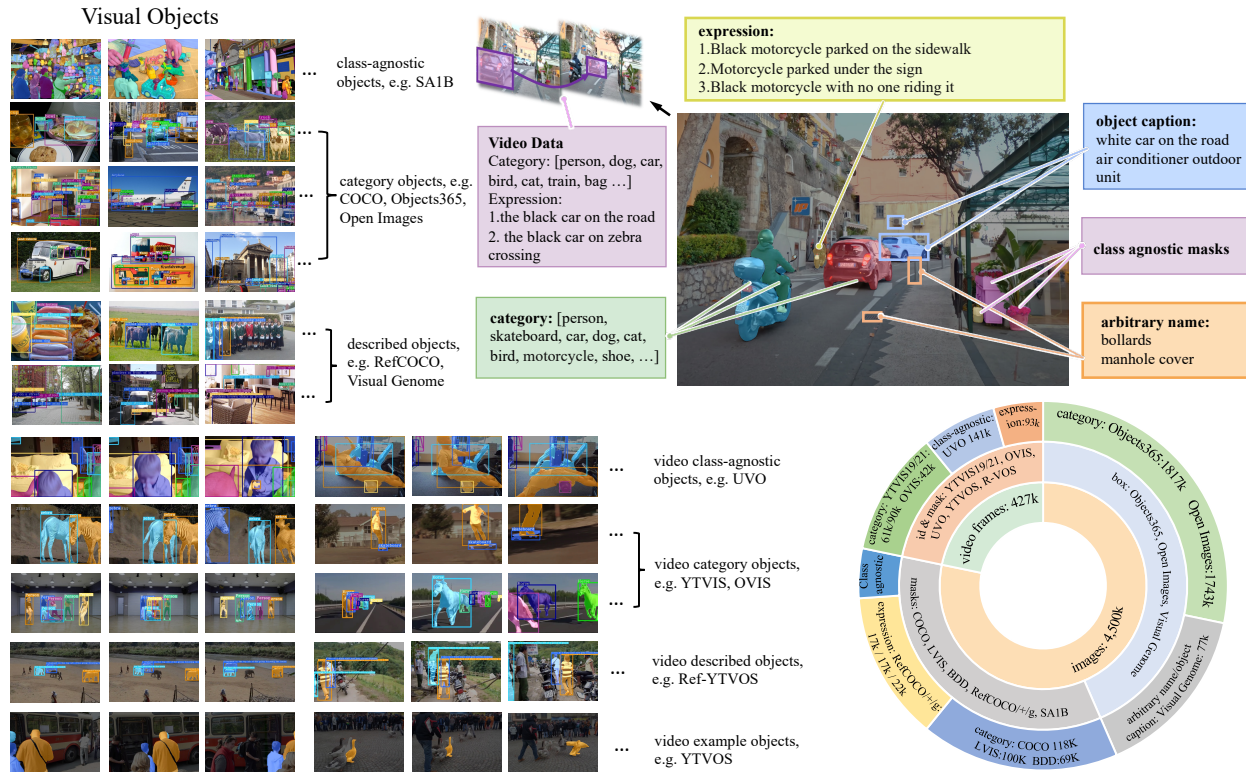 Visual Objects
... class-agnostic
objects, e.g. SA1B
...
category objects, e.g.
... COCO, Objects365,
Open Images
...
...
described objects,
e.g. RefCOCO,
Visual Genome
...
Video Data
Category: [person, dog, car,
bird, cat, train, bag …]
Expression:
1.the black car on the road
2. the black car on zebra
crossing
expression:
1.Black motorcycle parked on the sidewalk
2.Motorcycle parked under the sign
3.Black motorcycle with no one riding it
object caption:
white car on the road
air conditioner outdoor
unit
class agnostic masks
arbitrary name:
bollards
manhole cover
category: [person,
skateboard, car, dog, cat,
bird, motorcycle, shoe, …]
... video class-agnostic
objects, e.g. UVO
...
video category objects,
e.g. YTVIS, OVIS
...
... video described objects,
e.g. Ref-YTVOS
... video example objects,
YTVOS
category: Objects365:1817k Open Images:1743k
arbitrary name/object
caption: Visual Genome: 77k
category: COCO 118K
LVIS:100K BDD:69K
expression: RefCOCO/+/g:
17k / 17k / 22k
Class
agnostic
category: YTVIS19/21:
61k/90k OVIS:42k
class-agnostic:
UVO 141k
express-
ion:93k
box: Objects365, Open Images, Visual Genome
masks: COCO, LVIS, BDD, RefCOCO/+/g, SA1B
id & mask: YTVIS19/21, OVIS,
UVO, YTVOS, R-VOS
video frames: 427k
images: 4,500k